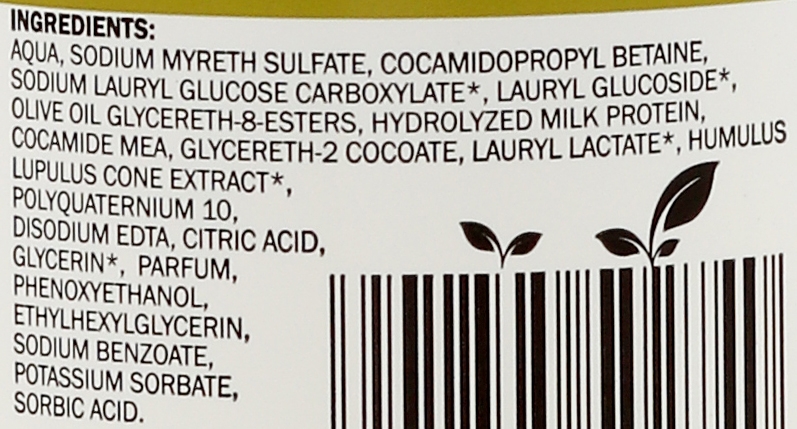 INGREDIENTS:
AQUA, SODIUM MYRETH SULFATE, COCAMIDOPROPYL BETAINE,
SODIUM LAURYL GLUCOSE CARBOXYLATE*, LAURYL GLUCOSIDE*,
OLIVE OIL GLYCERETH-8-ESTERS, HYDROLYZED MILK PROTEIN,
COCAMIDE MEA, GLYCERETH-2 COCOATE, LAURYL LACTATE*, HUMULUS
LUPULUS CONE EXTRACT*,
POLYQUATERNIUM 10,
DISODIUM EDTA, CITRIC ACID,
GLYCERIN*, PARFUM,
PHENOXYETHANOL,
ETHYLHEXYLGLYCERIN,
SODIUM BENZOATE,
POTASSIUM SORBATE,
SORBIC ACID.